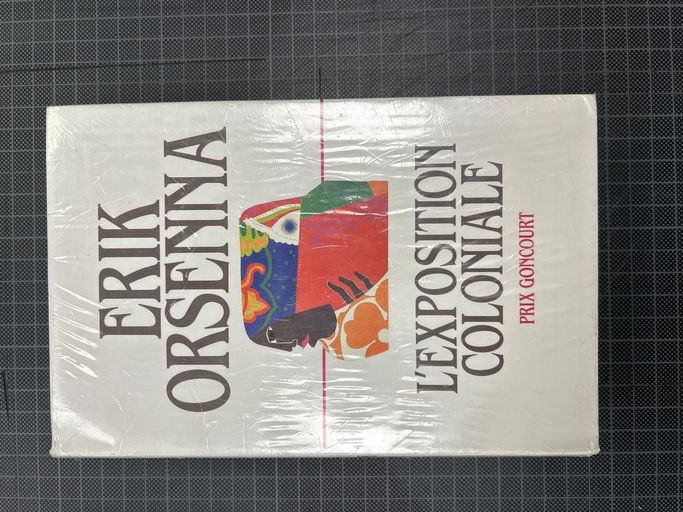 ERIK
ORSENNA
L'EXPOSITION
COLONIALE
PRIX GONCOURT